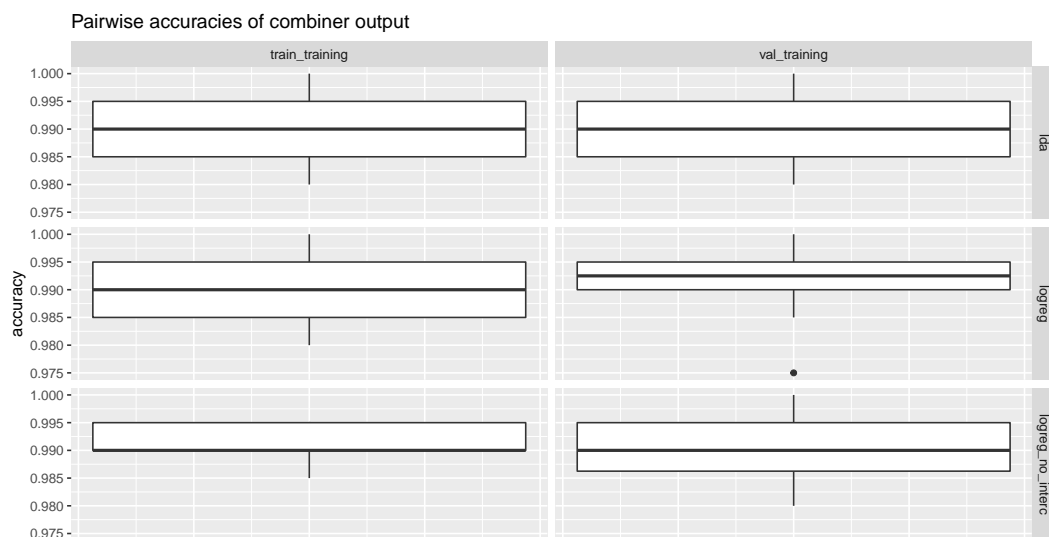 Pairwise accuracies of combiner output
train_training
val_training
1.000
0.995
0.990
0.985
0.980
0.975
lda
1.000
0.995
0.990
0.985
0.980
0.975
logreg
1.000
0.995
0.990
0.985
0.980
0.975
logreg_no_interc
accuracy